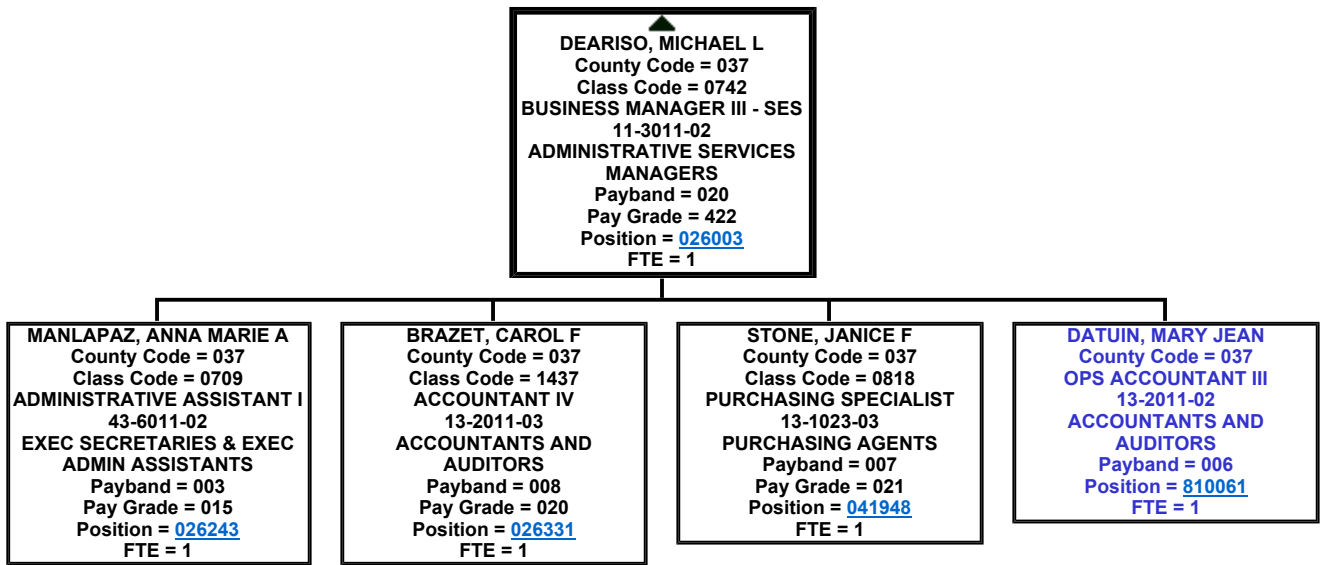 DEARISO, MICHAEL L
County Code = 037
Class Code = 0742
BUSINESS MANAGER III - SES
11-3011-02
ADMINISTRATIVE SERVICES
MANAGERS
Payband = 020
Pay Grade = 422
Position = 026003
FTE = 1
MANLAPAZ, ANNA MARIE A
County Code = 037
Class Code = 0709
ADMINISTRATIVE ASSISTANT I
43-6011-02
EXEC SECRETARIES & EXEC
ADMIN ASSISTANTS
Payband = 003
Pay Grade = 015
Position = 026243
FTE = 1
BRAZET, CAROL F
County Code = 037
Class Code = 1437
ACCOUNTANT IV
13-2011-03
ACCOUNTANTS AND
AUDITORS
Payband = 008
Pay Grade = 020
Position = 026331
FTE = 1
STONE, JANICE F
County Code = 037
Class Code = 0818
PURCHASING SPECIALIST
13-1023-03
PURCHASING AGENTS
Payband = 007
Pay Grade = 021
Position = 041948
FTE = 1
DATUIN, MARY JEAN
County Code = 037
OPS ACCOUNTANT III
13-2011-02
ACCOUNTANTS AND
AUDITORS
Payband = 006
Position = 810061
FTE = 1